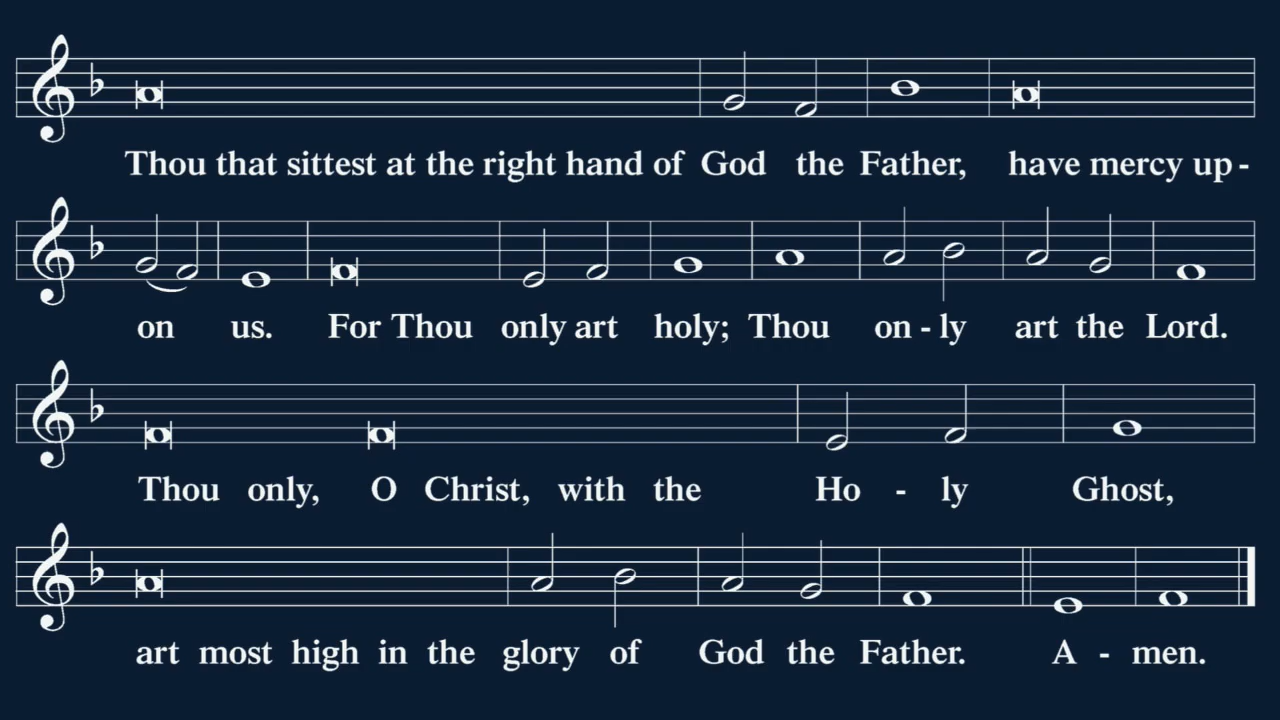 Thou that sittest at the right hand of God the Father, have mercy up -
on us. For Thou only art holy; Thou on - ly art the Lord.
Thou only, O Christ, with the Ho - ly Ghost,
art most high in the glory of God the Father. A - men.